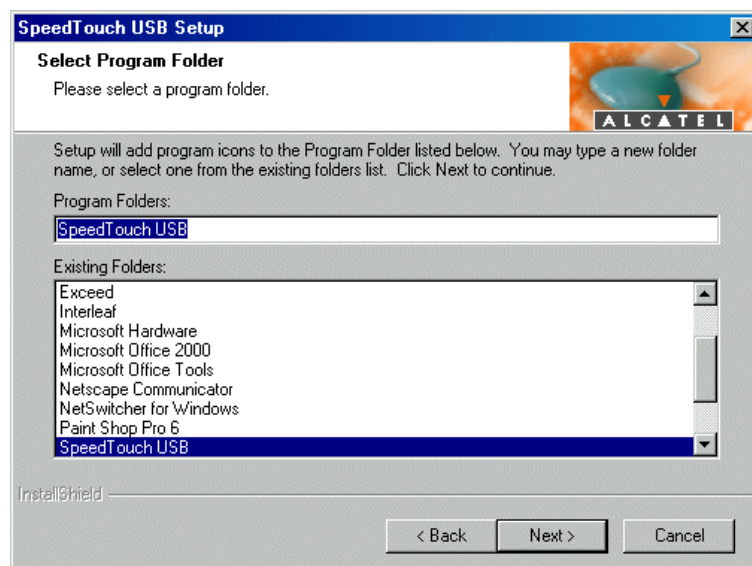 SpeedTouch USB Setup
Select Program Folder
Please select a program folder.
ALCATEL
Setup will add program icons to the Program Folder listed below. You may type a new folder
name, or select one from the existing folders list. Click Next to continue.
Program Folders:
SpeedTouch USB
Existing Folders:
Exceed
Interleaf
Microsoft Hardware
Microsoft Office 2000
Microsoft Office Tools
Netscape Communicator
NetSwitcher for Windows
Paint Shop Pro 6
SpeedTouch USB
InstallShield
< Back
Next >
Cancel